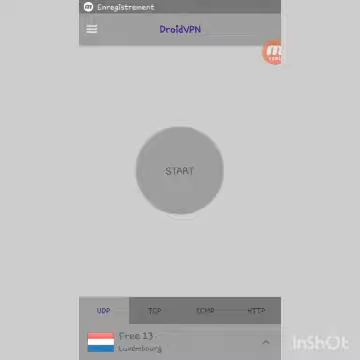 Enregistrement
DroidVPN
START
UDP TCP ICMP HTTP
Free 13
Luxembourg
InShot